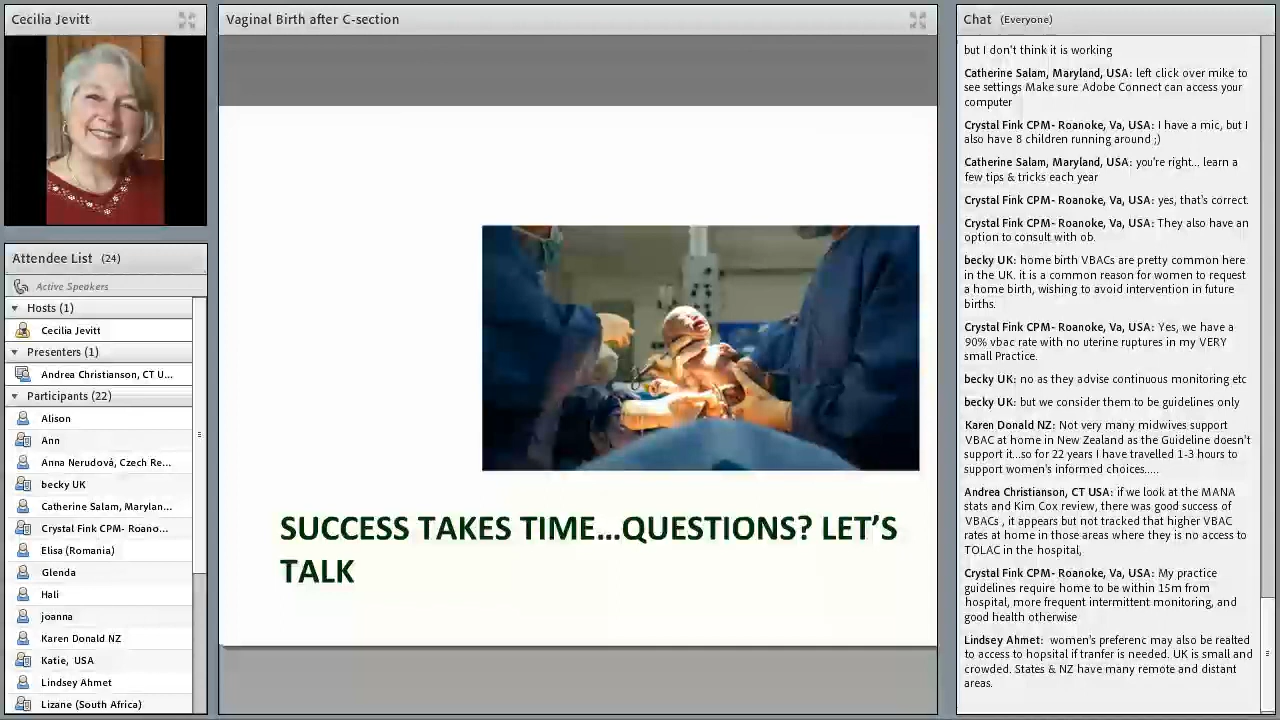 Cecilia Jevitt
Attendee List (24)
Active Speakers
Hosts (1)
Cecilia Jevitt
Presenters (1)
Andrea Christianson, CT U...
Participants (22)
Alison
Ann
Anna Nerudová, Czech Re...
becky UK
Catherine Salam, Marylan...
Crystal Fink CPM- Roano...
Elisa (Romania)
Glenda
Hali
joanna
Karen Donald NZ
Katie, USA
Lindsey Ahmet
Lizane (South Africa)
Vaginal Birth after C-section
SUCCESS TAKES TIME...QUESTIONS? LET'S
TALK
Chat (Everyone)
but I don't think it is working
Catherine Salam, Maryland, USA: left click over mike to
see settings Make sure Adobe Connect can access your
computer
Crystal Fink CPM- Roanoke, Va, USA: I have a mic, but I
also have 8 children running around ;)
Catherine Salam, Maryland, USA: you're right... learn a
few tips & tricks each year
Crystal Fink CPM- Roanoke, Va, USA: yes, that's correct.
Crystal Fink CPM- Roanoke, Va, USA: They also have an
option to consult with ob.
becky UK: home birth VBACs are pretty common here
in the UK. it is a common reason for women to request
a home birth, wishing to avoid intervention in future
births.
Crystal Fink CPM- Roanoke, Va, USA: Yes, we have a
90% vbac rate with no uterine ruptures in my VERY
small Practice.
becky UK: no as they advise continuous monitoring etc
becky UK: but we consider them to be guidelines only
Karen Donald NZ: Not very many midwives support
VBAC at home in New Zealand as the Guideline doesn't
support it...so for 22 years I have travelled 1-3 hours to
support women's informed choices.....
Andrea Christianson, CT USA: if we look at the MANA
stats and Kim Cox review, there was good success of
VBACs , it appears but not tracked that higher VBAC
rates at home in those areas where they is no access to
TOLAC in the hospital,
Crystal Fink CPM- Roanoke, Va, USA: My practice
guidelines require home to be within 15m from
hospital, more frequent intermittent monitoring, and
good health otherwise
Lindsey Ahmet: women's preferenc may also be realted
to access to hopsital if tranfer is needed. UK is small and
crowded. States & NZ have many remote and distant
areas.